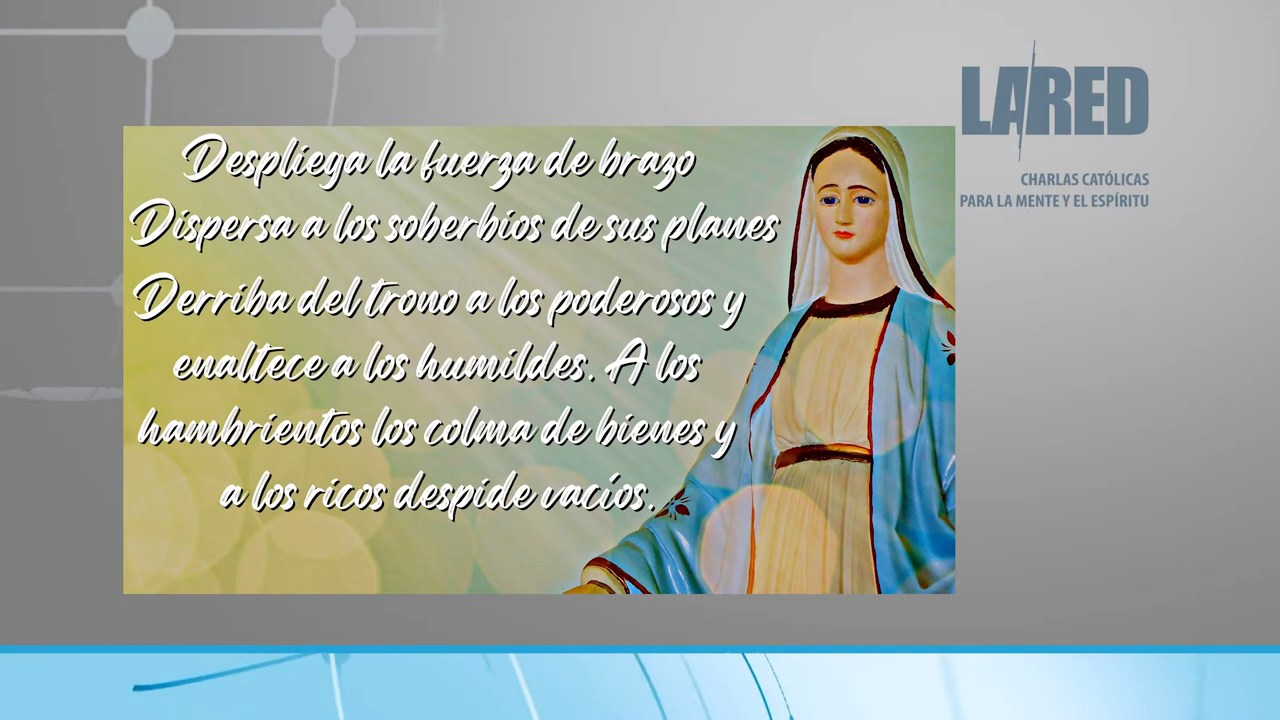 Despliega la fuerza de brazo
Dispersa a los soberbios de sus planes
Derriba del trono a los poderosos y
enaltece a los humildes. A los
hambrientos los colma de bienes y
a los ricos despide vacíos.
LARED
CHARLAS CATÓLICAS
PARA LA MENTE Y EL ESPÍRITU